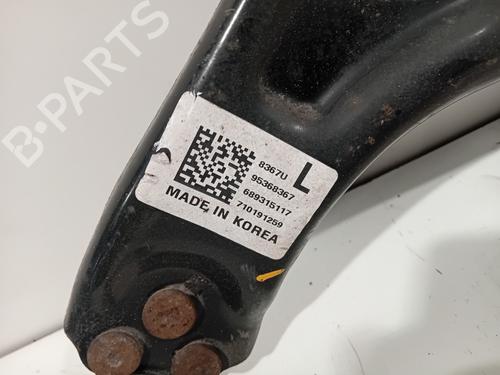 B-PARTS
8367U
L
95368367
689315117
710191259
MADE IN KOREA